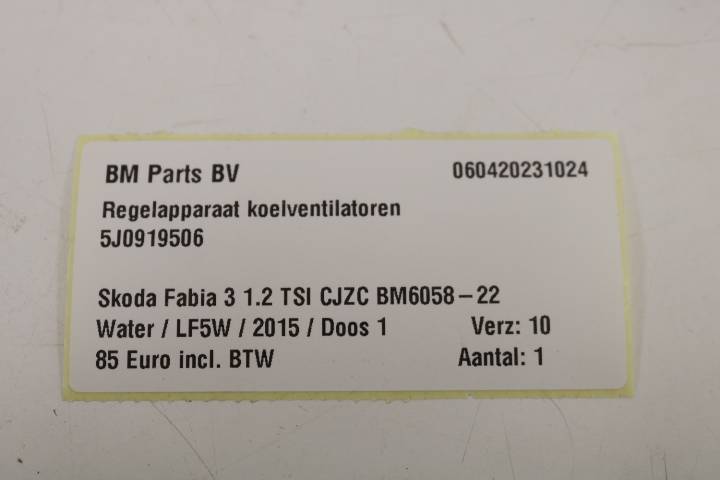 BM Parts BV 060420231024
Regelapparaat koelventilatoren
5J0919506
Skoda Fabia 3 1.2 TSI CJZC BM6058-22
Water / LF5W / 2015 / Doos 1 Verz: 10
85 Euro incl. BTW Aantal: 1